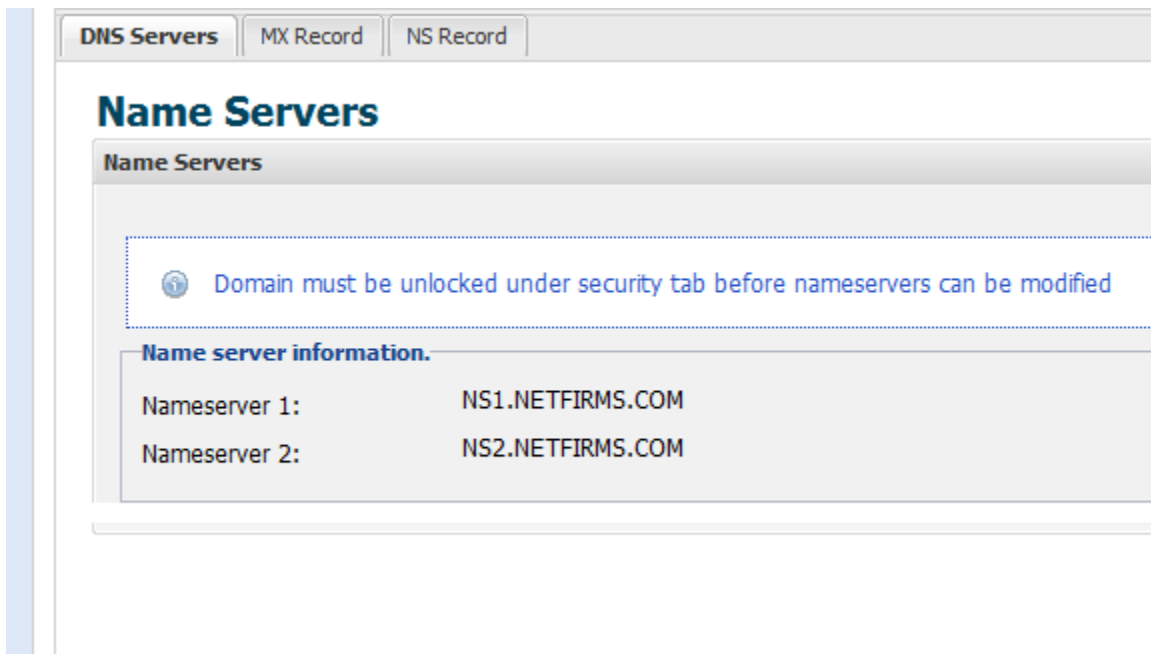 DNS Servers MX Record NS Record
Name Servers
Name Servers
Domain must be unlocked under security tab before nameservers can be modified
Name server information.
Nameserver 1: NS1.NETFIRMS.COM
Nameserver 2: NS2.NETFIRMS.COM